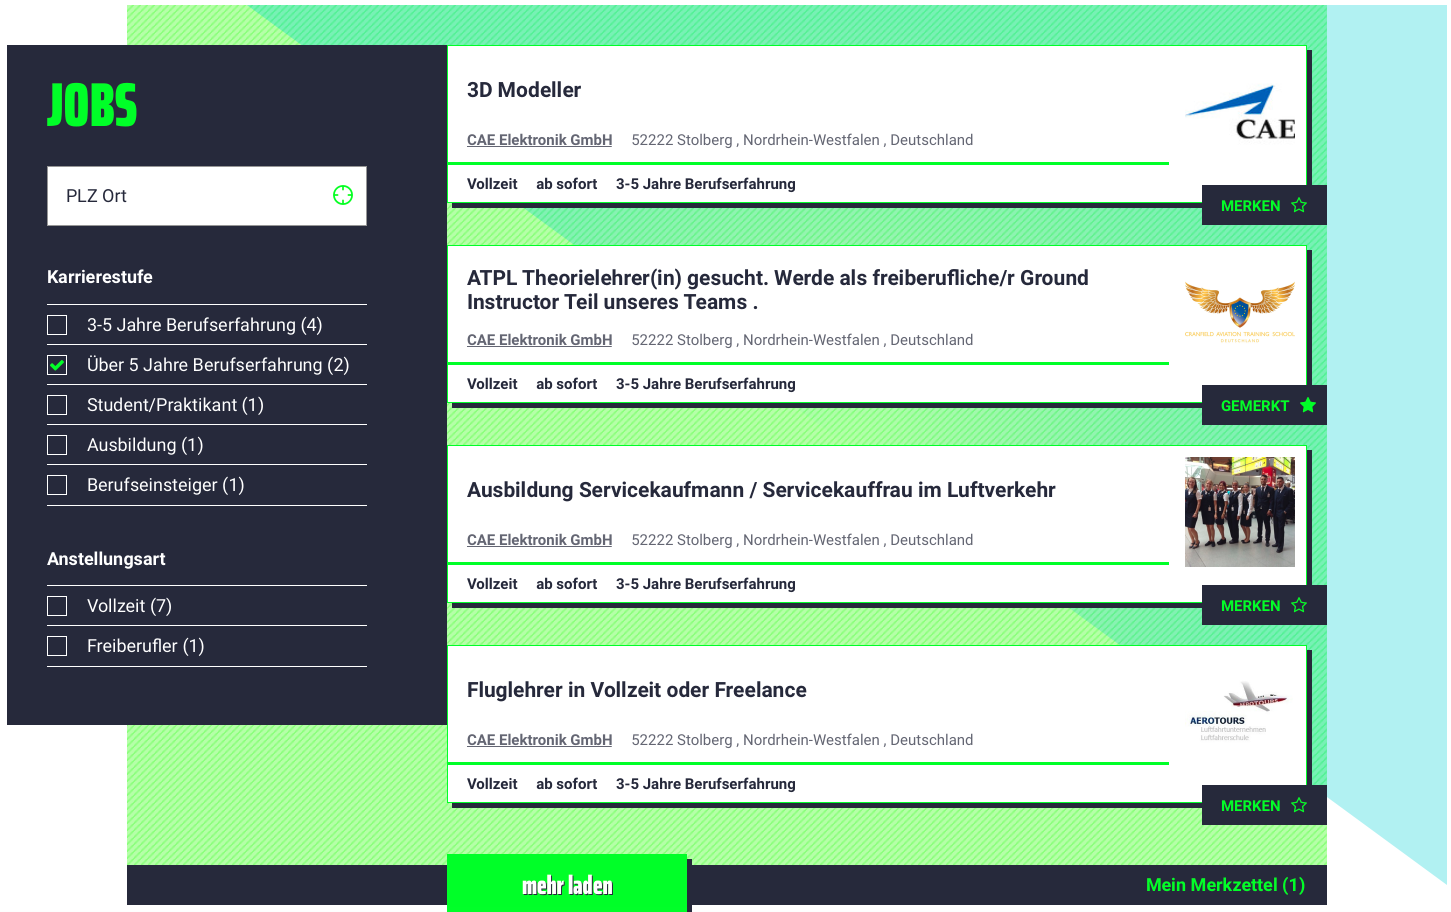 JOBS
PLZ Ort
Karrierestufe
3-5 Jahre Berufserfahrung (4)
Über 5 Jahre Berufserfahrung (2)
Student/Praktikant (1)
Ausbildung (1)
Berufseinsteiger (1)
Anstellungsart
Vollzeit (7)
Freiberufler (1)
3D Modeller
CAE Elektronik GmbH 52222 Stolberg , Nordrhein-Westfalen , Deutschland
CAE
Vollzeit ab sofort 3-5 Jahre Berufserfahrung
MERKEN
ATPL Theorielehrer(in) gesucht. Werde als freiberufliche/r Ground
Instructor Teil unseres Teams .
CAE Elektronik GmbH 52222 Stolberg , Nordrhein-Westfalen , Deutschland
CRANFIELD AVIATION TRAINING SCHOOL
DEUTSCHLAND
Vollzeit ab sofort 3-5 Jahre Berufserfahrung
GEMERKT
Ausbildung Servicekaufmann / Servicekauffrau im Luftverkehr
CAE Elektronik GmbH 52222 Stolberg , Nordrhein-Westfalen , Deutschland
Vollzeit ab sofort 3-5 Jahre Berufserfahrung
MERKEN
Fluglehrer in Vollzeit oder Freelance
CAE Elektronik GmbH 52222 Stolberg , Nordrhein-Westfalen , Deutschland
AEROTOURS
AEROTOURS
Luftfahrtunternehmen
Luftfahrerschule
Vollzeit ab sofort 3-5 Jahre Berufserfahrung
MERKEN
mehr laden
Mein Merkzettel (1)